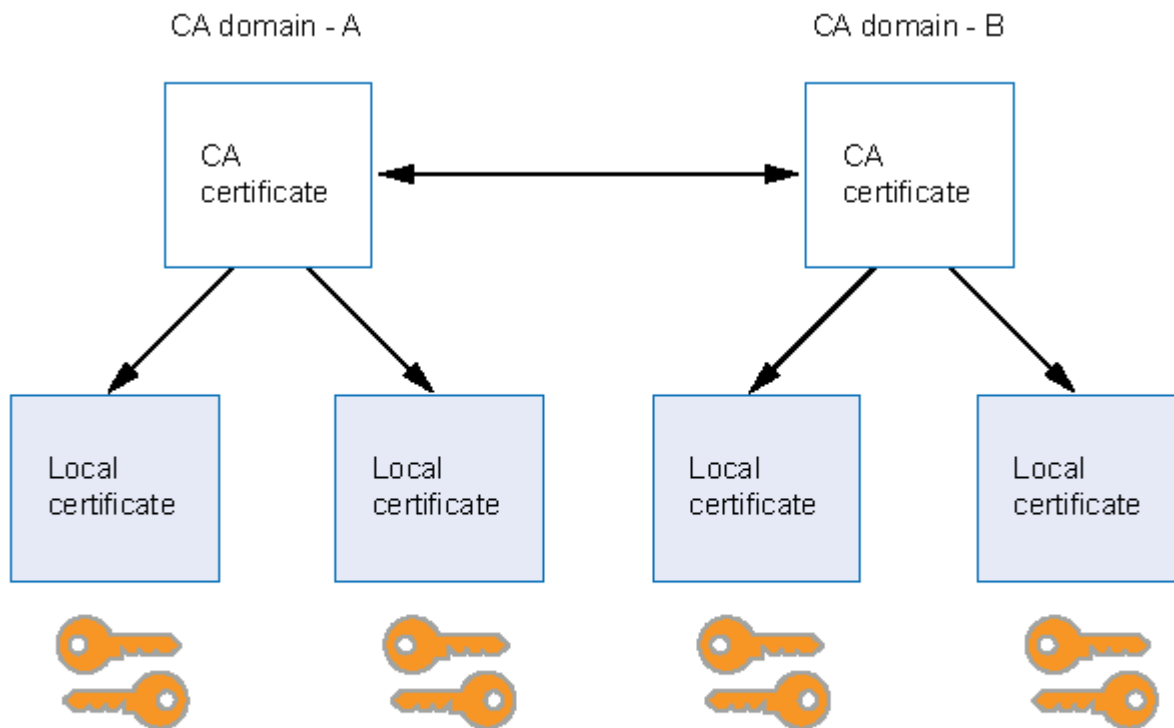 CA domain - A
CA domain - B
CA
certificate
CA
certificate
Local
certificate
Local
certificate
Local
certificate
Local
certificate